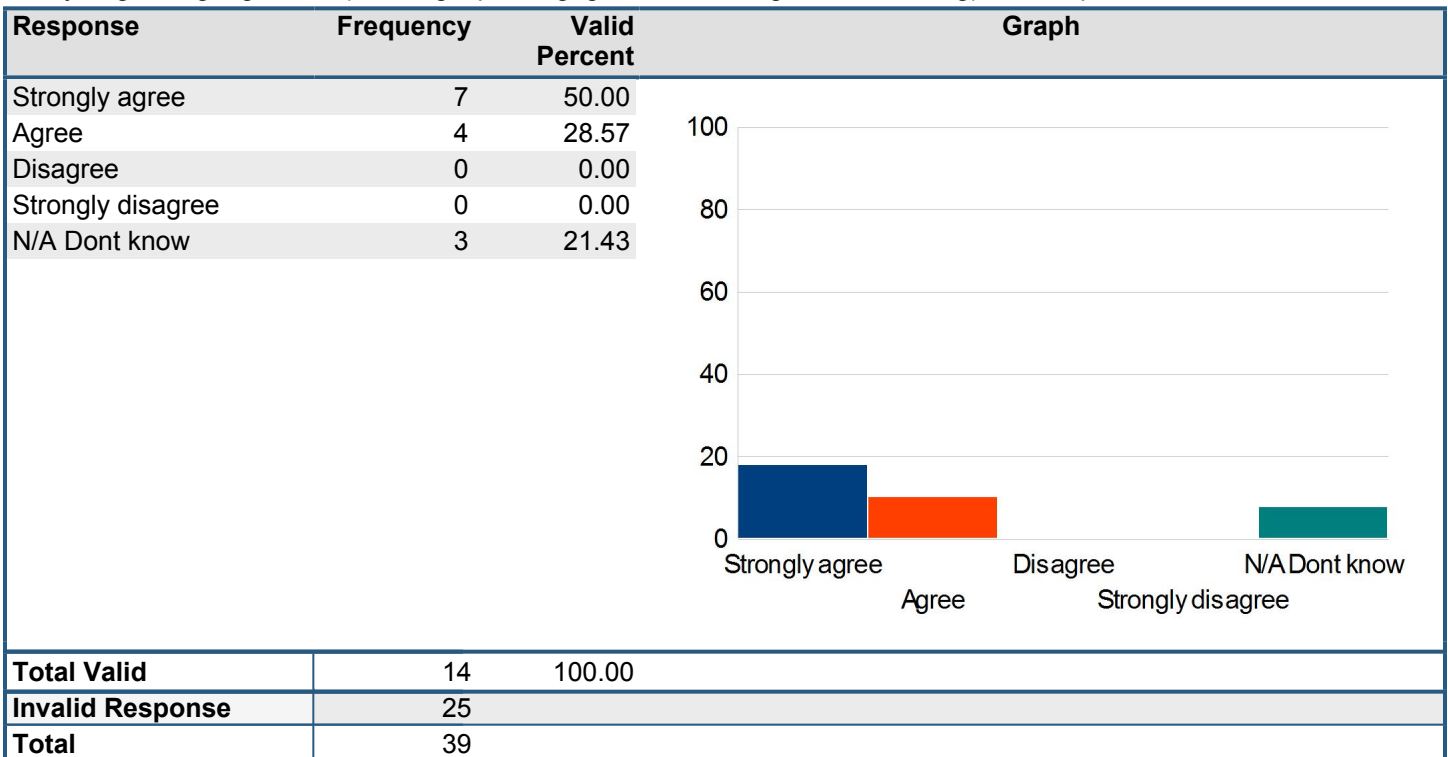 Response Frequency Valid Percent Graph
Strongly agree 7 50.00
Agree 4 28.57
Disagree 0 0.00
Strongly disagree 0 0.00
N/A Dont know 3 21.43
100
80
60
40
20
0
Strongly agree Disagree N/A Dont know
Agree Strongly disagree
Total Valid 14 100.00
Invalid Response 25
Total 39